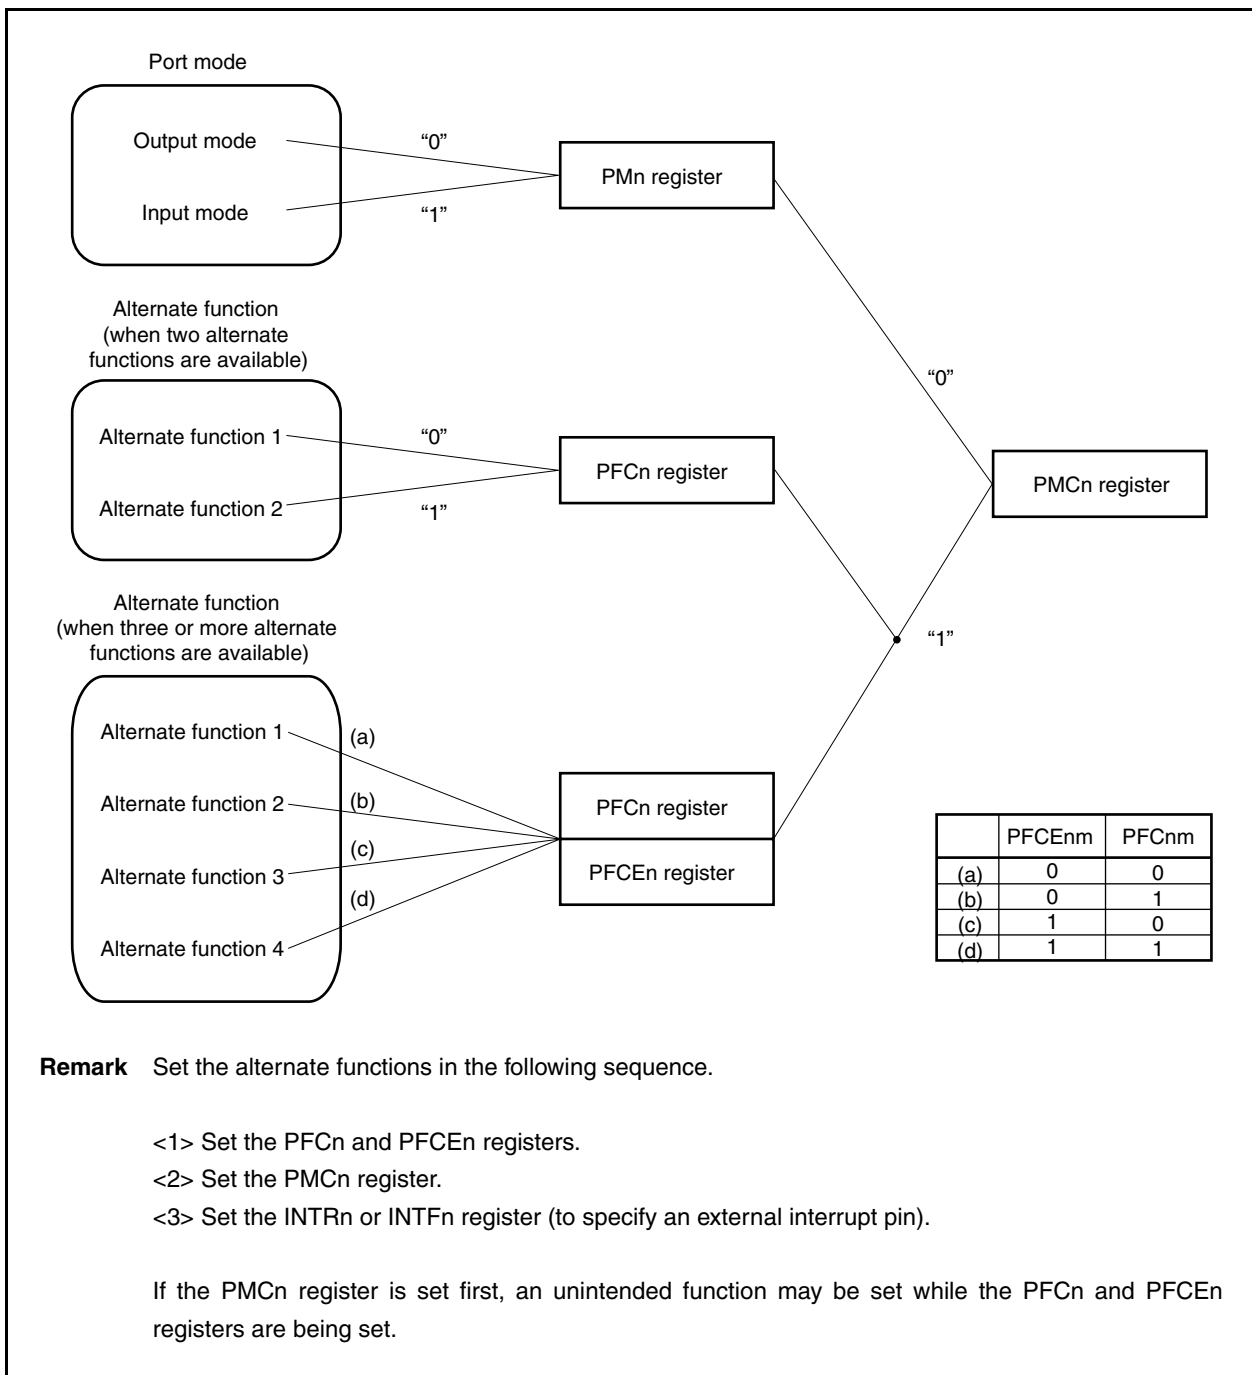 Port mode
Output mode
"0"
Input mode
"1"
PMn register
Alternate function
(when two alternate
functions are available)
"0"
Alternate function 1
"0"
Alternate function 2
"1"
PFCn register
PMCn register
Alternate function
(when three or more alternate
functions are available)
"1"
Alternate function 1
(a)
Alternate function 2
(b)
Alternate function 3
(c)
Alternate function 4
(d)
PFCn register
PFCEn register
PFCEnm PFCnm
(a) 0 0
(b) 0 1
(c) 1 0
(d) 1 1
Remark Set the alternate functions in the following sequence.
<1> Set the PFCn and PFCEn registers.
<2> Set the PMCn register.
<3> Set the INTRn or INTFn register (to specify an external interrupt pin).
If the PMCn register is set first, an unintended function may be set while the PFCn and PFCEn
registers are being set.